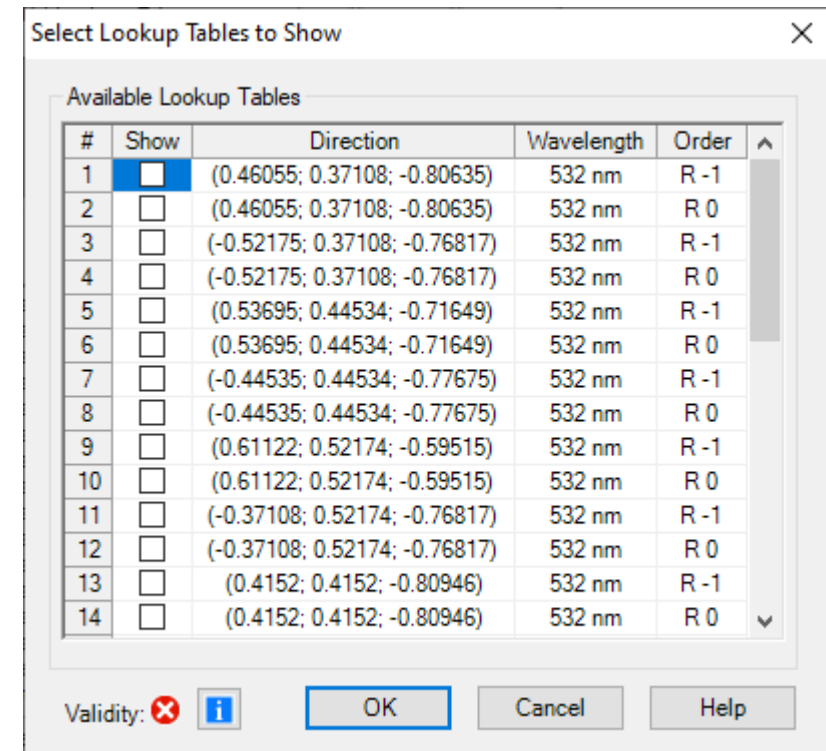 Select Lookup Tables to Show
Available Lookup Tables
# Show Direction Wavelength Order
1 (0.46055; 0.37108; -0.80635) 532 nm R -1
2 (0.46055; 0.37108; -0.80635) 532 nm R 0
3 (-0.52175; 0.37108; -0.76817) 532 nm R -1
4 (-0.52175; 0.37108; -0.76817) 532 nm R 0
5 (0.53695; 0.44534; -0.71649) 532 nm R -1
6 (0.53695; 0.44534; -0.71649) 532 nm R 0
7 (-0.44535; 0.44534; -0.77675) 532 nm R -1
8 (-0.44535; 0.44534; -0.77675) 532 nm R 0
9 (0.61122; 0.52174; -0.59515) 532 nm R -1
10 (0.61122; 0.52174; -0.59515) 532 nm R 0
11 (-0.37108; 0.52174; -0.76817) 532 nm R -1
12 (-0.37108; 0.52174; -0.76817) 532 nm R 0
13 (0.4152; 0.4152; -0.80946) 532 nm R -1
14 (0.4152; 0.4152; -0.80946) 532 nm R 0
Validity: OK Cancel Help